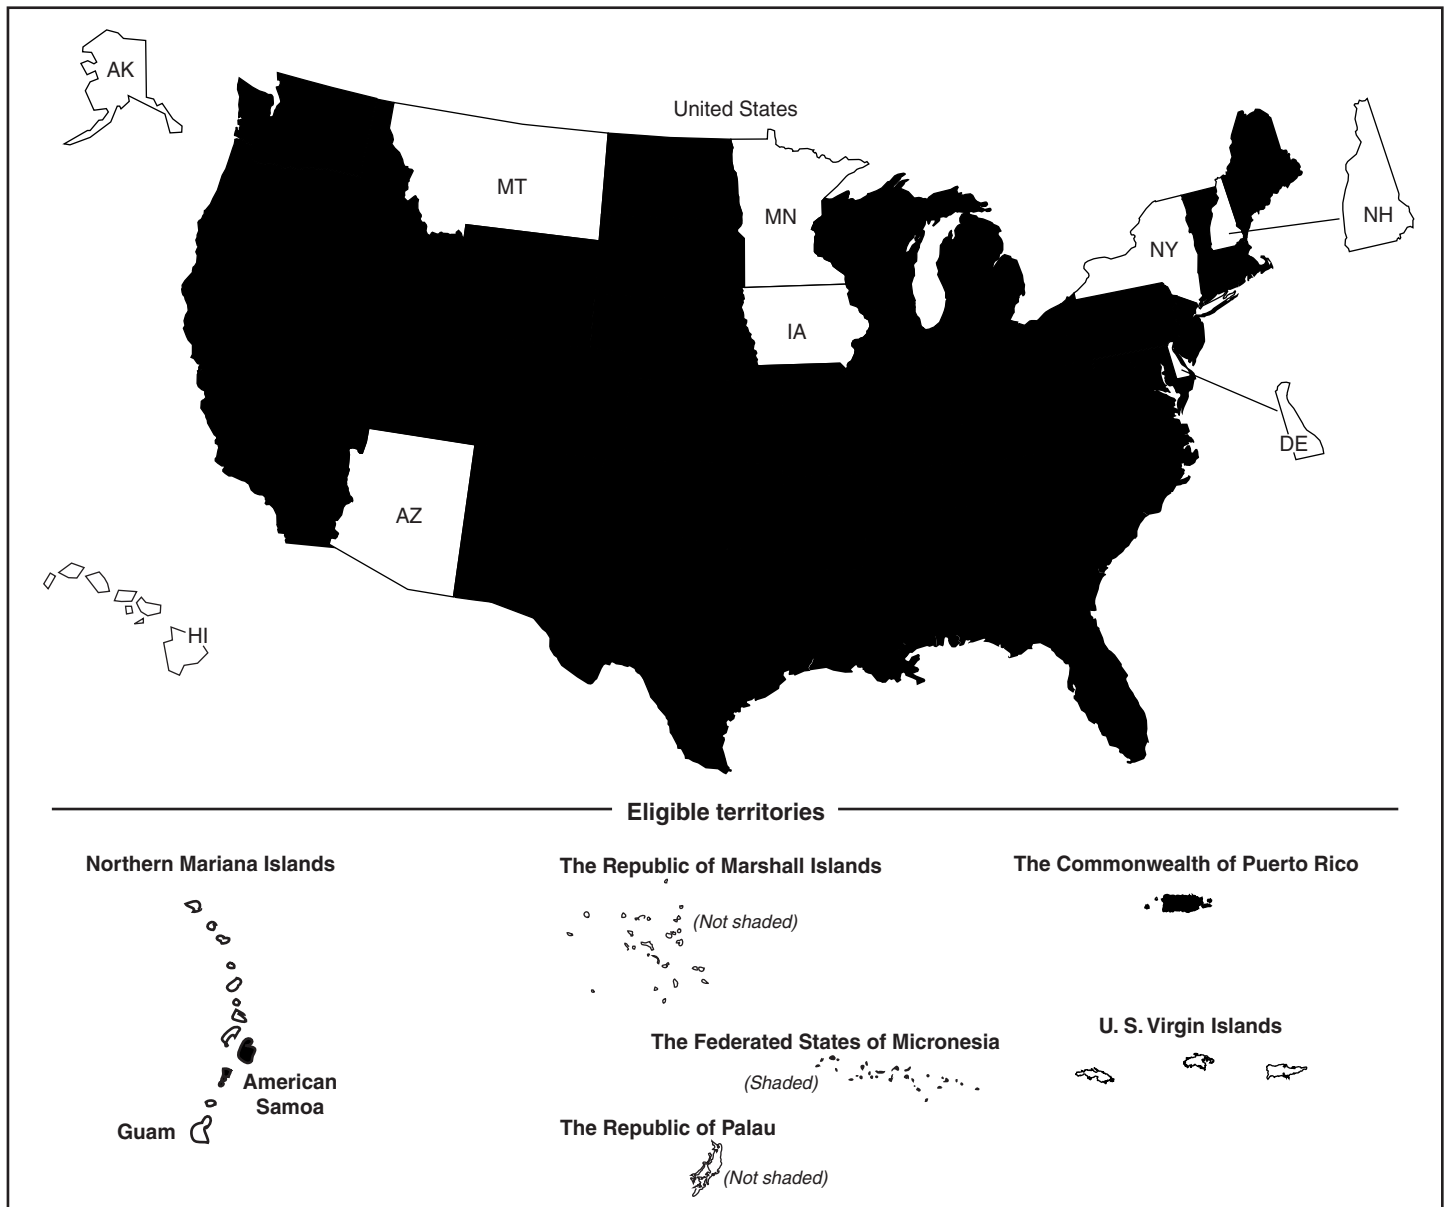 AK
United States
MT
MN
NH
NY
IA
DE
AZ
HI
Eligible territories
Northern Mariana Islands
The Republic of Marshall Islands
The Commonwealth of Puerto Rico
(Not shaded)
U. S. Virgin Islands
The Federated States of Micronesia
(Shaded)
American
Samoa
Guam
The Republic of Palau
(Not shaded)